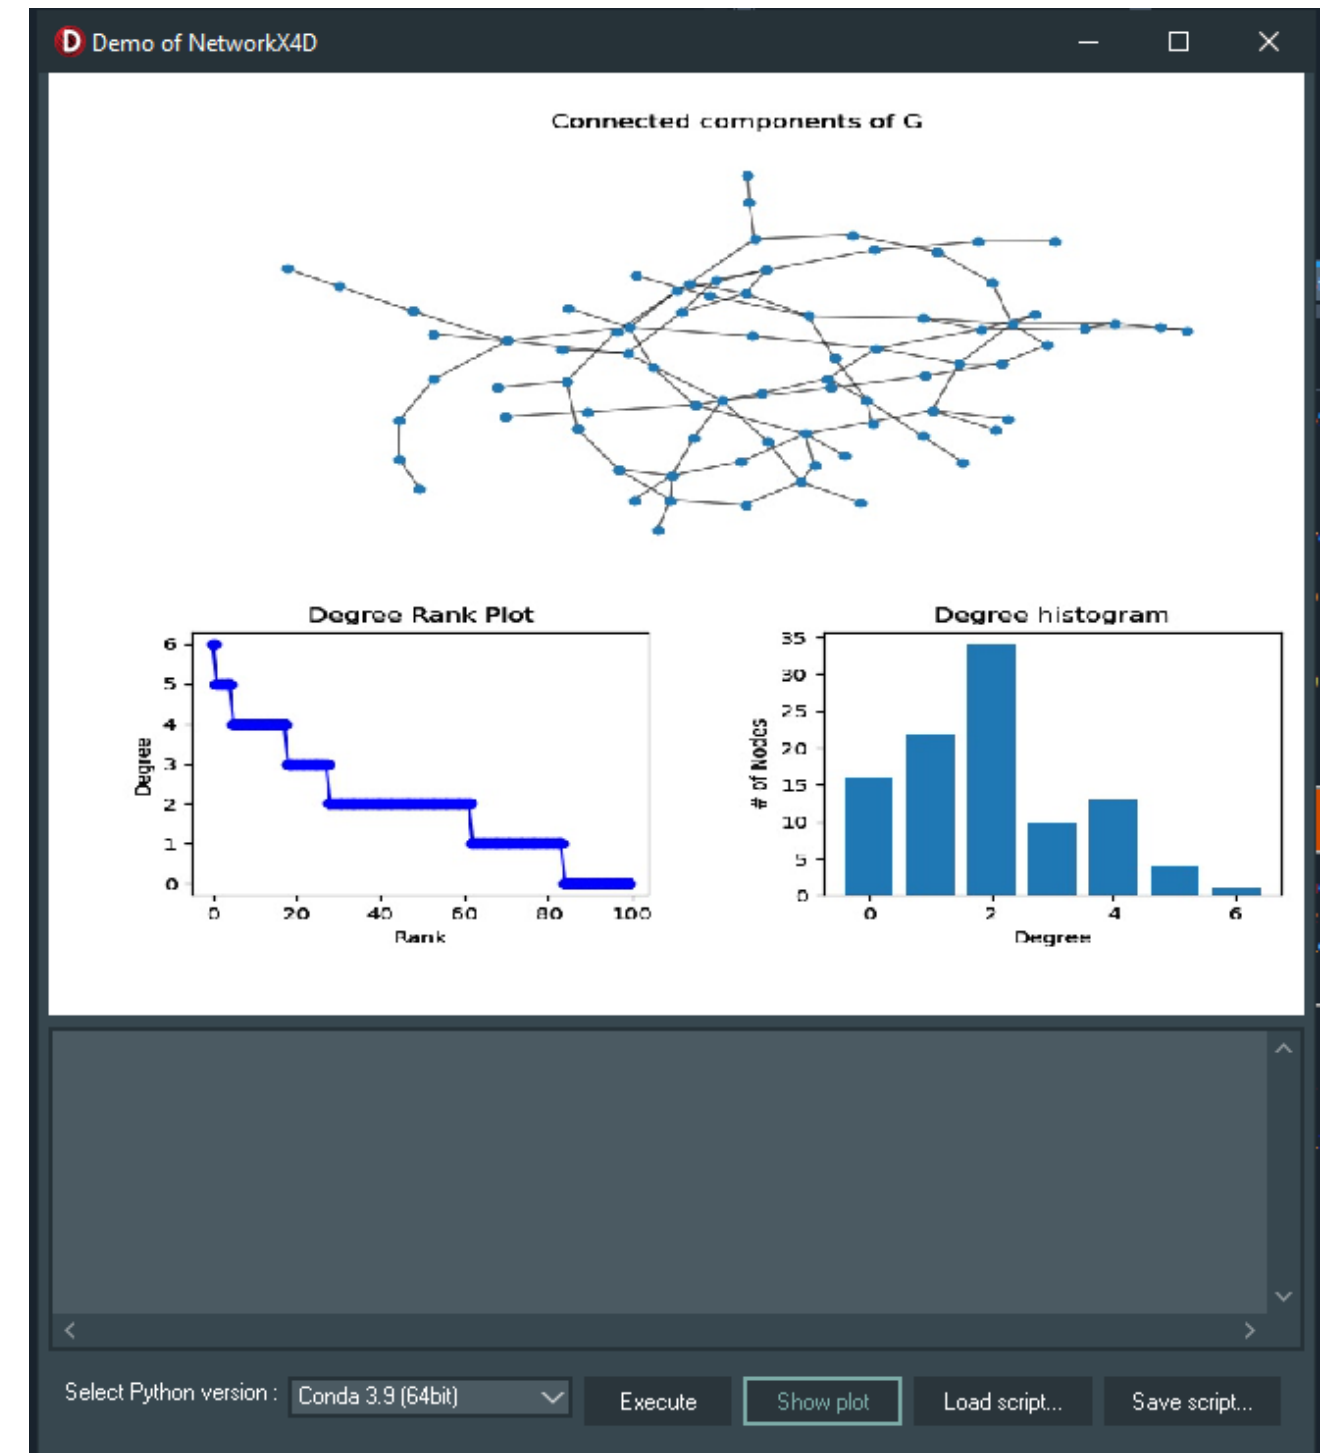 Demo of NetworkX4D
Connected components of G
Degree Rank Plot
6
5
4
3
2
1
0
Degree
0 20 40 60 80 100
Rank
Degree histogram
35
30
25
20
15
10
5
0
# of Nodes
0 2 4 6
Degree
Select Python version : Conda 3.9 (64bit) Execute Show plot Load script... Save script...